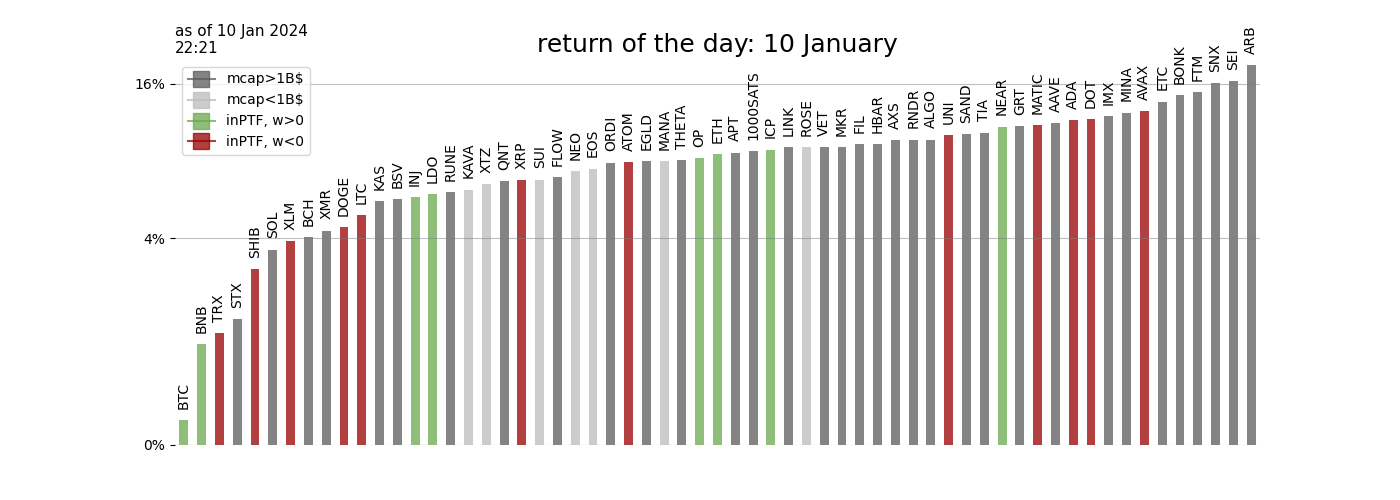 as of 10 Jan 2024
22:21
return of the day: 10 January
mcap>1B$
mcap<1B$
inPTF, w>0
inPTF, w<0
16%
4%
0%
BTC
BNB
TRX
STX
SHIB
SOL
XLM
BCH
XMR
DOGE
LTC
KAS
BSV
INJ
LDO
RUNE
KAVA
XTZ
QNT
XRP
SUI
FLOW
NEO
EOS
ORDI
ATOM
EGLD
MANA
THETA
OP
ETH
APT
1000SATS
ICP
LINK
ROSE
VET
MKR
FIL
HBAR
AXS
RNDR
ALGO
UNI
SAND
TIA
NEAR
GRT
MATIC
AAVE
ADA
DOT
IMX
MINA
AVAX
ETC
BONK
FTM
SNX
SEI
ARB